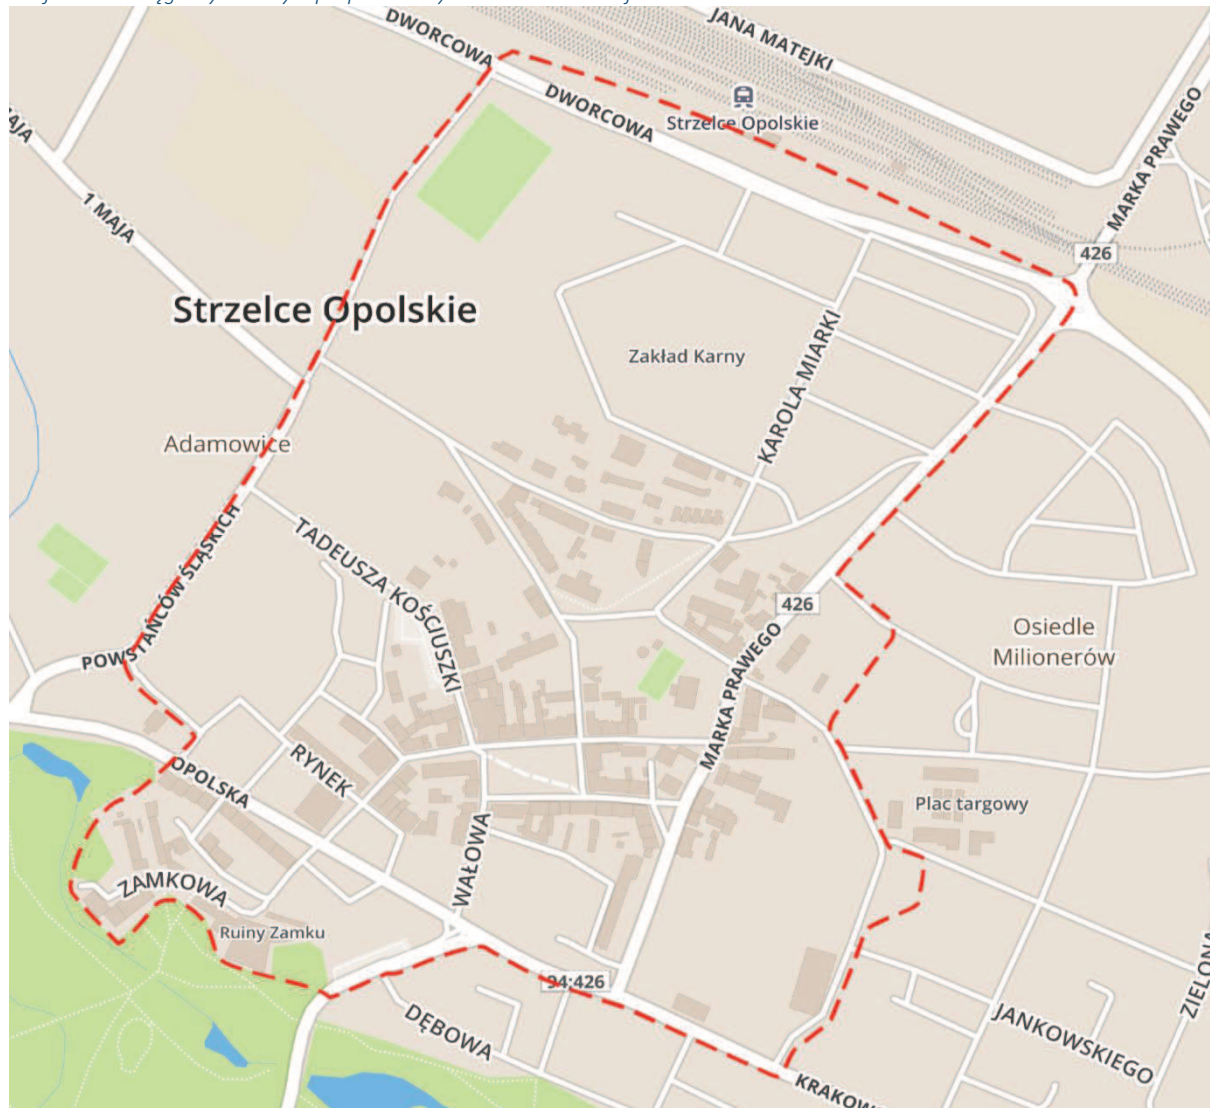 DWORCOWA
JANA MATEJKI
DWORCOWA
Strzelce Opolskie
MARKA PRAWEGO
MAJA
1 MAJA
426
Strzelce Opolskie
Zakład Karny
KAROLA MIARKI
Adamowice
TADEUSZA KOŚCIUSZKI
POWSTAŃCÓW ŚLĄSKICH
426
Osiedle
Milionerów
MARKA PRAWEGO
RYNEK
OPOLSKA
Plac targowy
WAŁOWA
ZAMKOWA
Ruiny Zamku
94;426
ZIELONA
DĘBOWA
JANKOWSKIEGO
KRAKOW